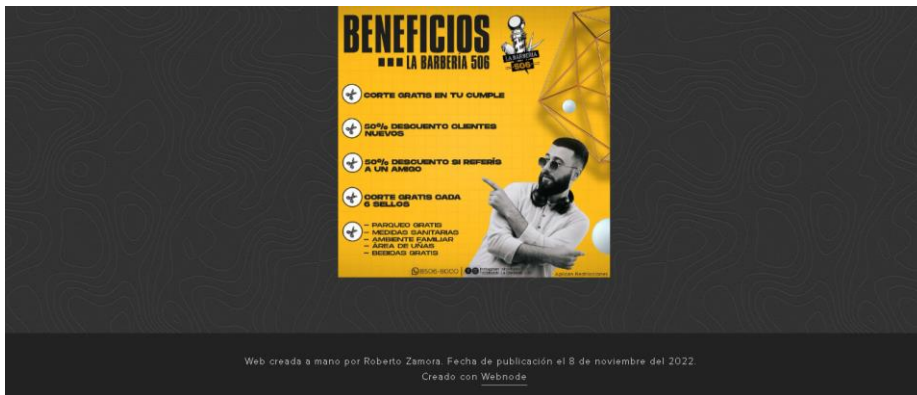 BENEFICIOS
LA BARBERIA 506
LA BARBERIA
506
CORTE GRATIS EN TU CUMPLE
50% DESCUENTO CLIENTES
NUEVOS
50% DESCUENTO SI REFERÍS
A UN AMIGO
CORTE GRATIS CADA
6 SELLOS
– PARQUEO GRATIS
– MEDIDAS SANITARIAS
– AMBIENTE FAMILIAR
– ÁREA DE UÑAS
– BEBIDAS GRATIS
Web creada a mano por Roberto Zamora. Fecha de publicación el 8 de noviembre del 2022.
Creado con Webnode